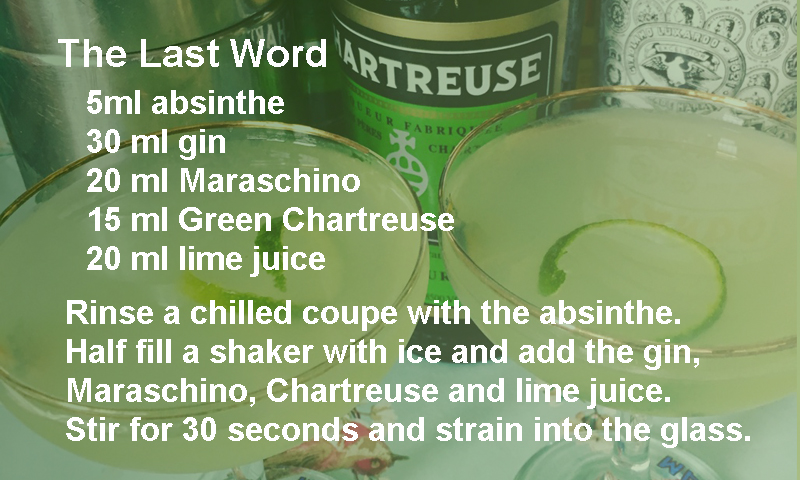 The Last Word
5ml absinthe
30 ml gin
20 ml Maraschino
15 ml Green Chartreuse
20 ml lime juice
Rinse a chilled coupe with the absinthe.
Half fill a shaker with ice and add the gin,
Maraschino, Chartreuse and lime juice.
Stir for 30 seconds and strain into the glass.
HARTREUSE
UEUR FABRIQUÉE